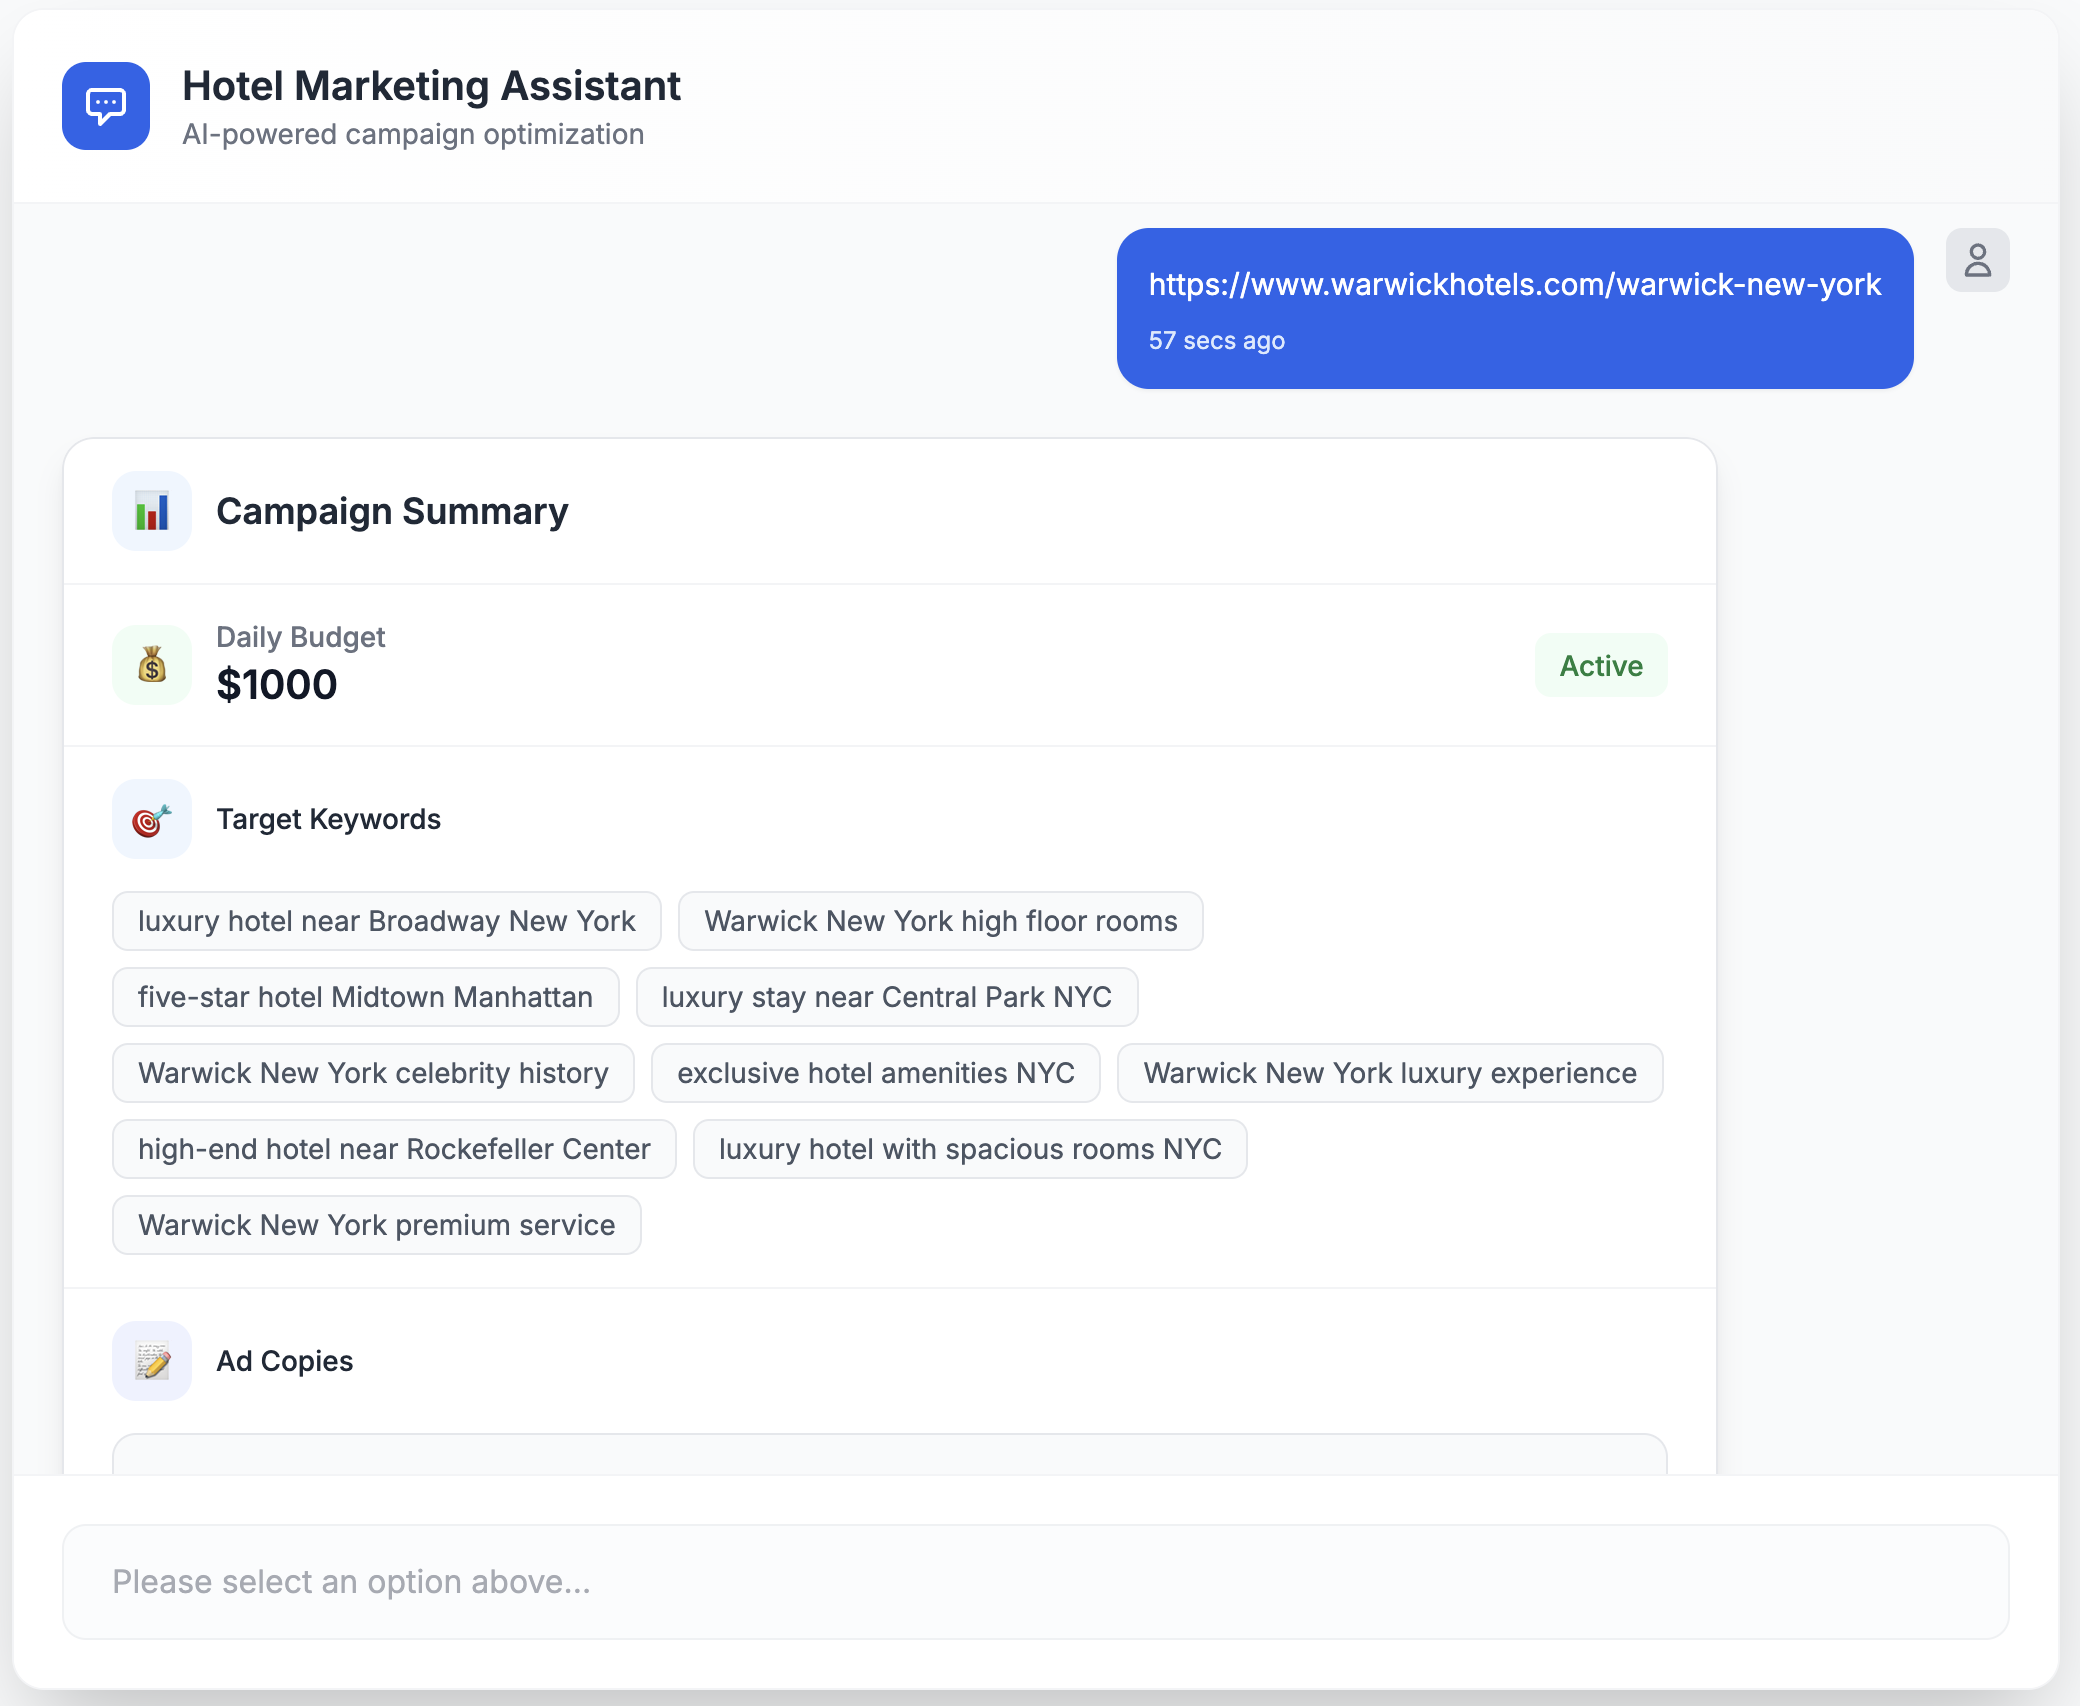 Hotel Marketing Assistant
AI-powered campaign optimization
https://www.warwickhotels.com/warwick-new-york
57 secs ago
Campaign Summary
Daily Budget
$1000
Active
Target Keywords
luxury hotel near Broadway New York
Warwick New York high floor rooms
five-star hotel Midtown Manhattan
luxury stay near Central Park NYC
Warwick New York celebrity history
exclusive hotel amenities NYC
Warwick New York luxury experience
high-end hotel near Rockefeller Center
luxury hotel with spacious rooms NYC
Warwick New York premium service
Ad Copies
Please select an option above...